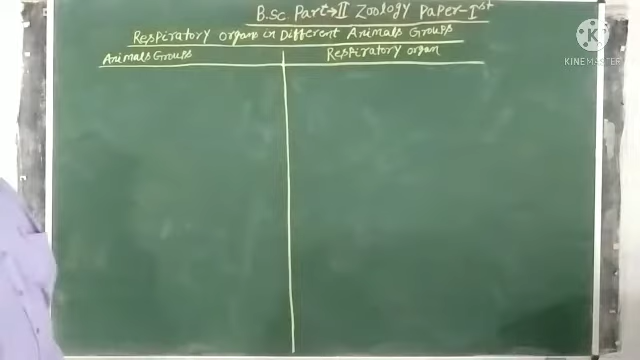 B.Sc. Part→II Zoology Paper-Ist
Respiratory organs in Different Animals Groups
Animals Groups
Respiratory organ
KINEMASTER